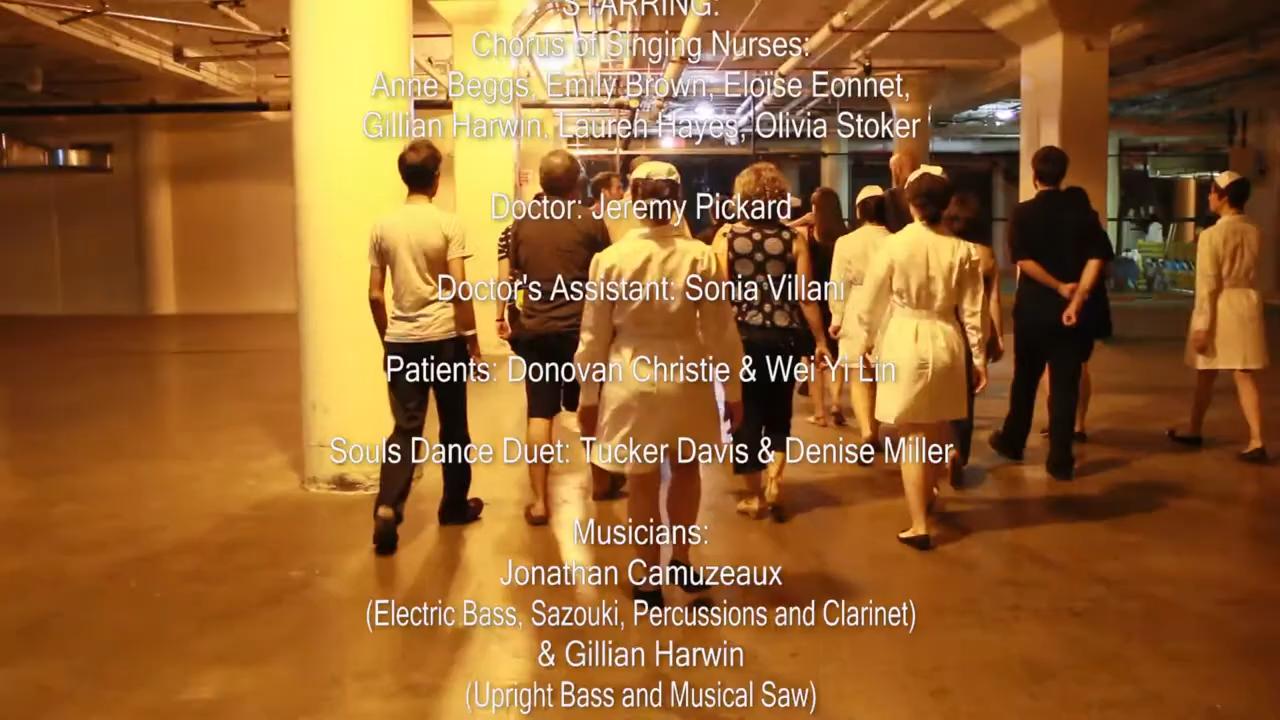 STARRING:
Chorus of Singing Nurses:
Anne Beggs, Emily Brown, Eloïse Eonnet,
Gillian Harwin, Lauren Hayes, Olivia Stoker
Doctor: Jeremy Pickard
Doctor's Assistant: Sonia Villani
Patients: Donovan Christie & Wei Yi Lin
Souls Dance Duet: Tucker Davis & Denise Miller
Musicians:
Jonathan Camuzeaux
(Electric Bass, Sazouki, Percussions and Clarinet)
& Gillian Harwin
(Upright Bass and Musical Saw)